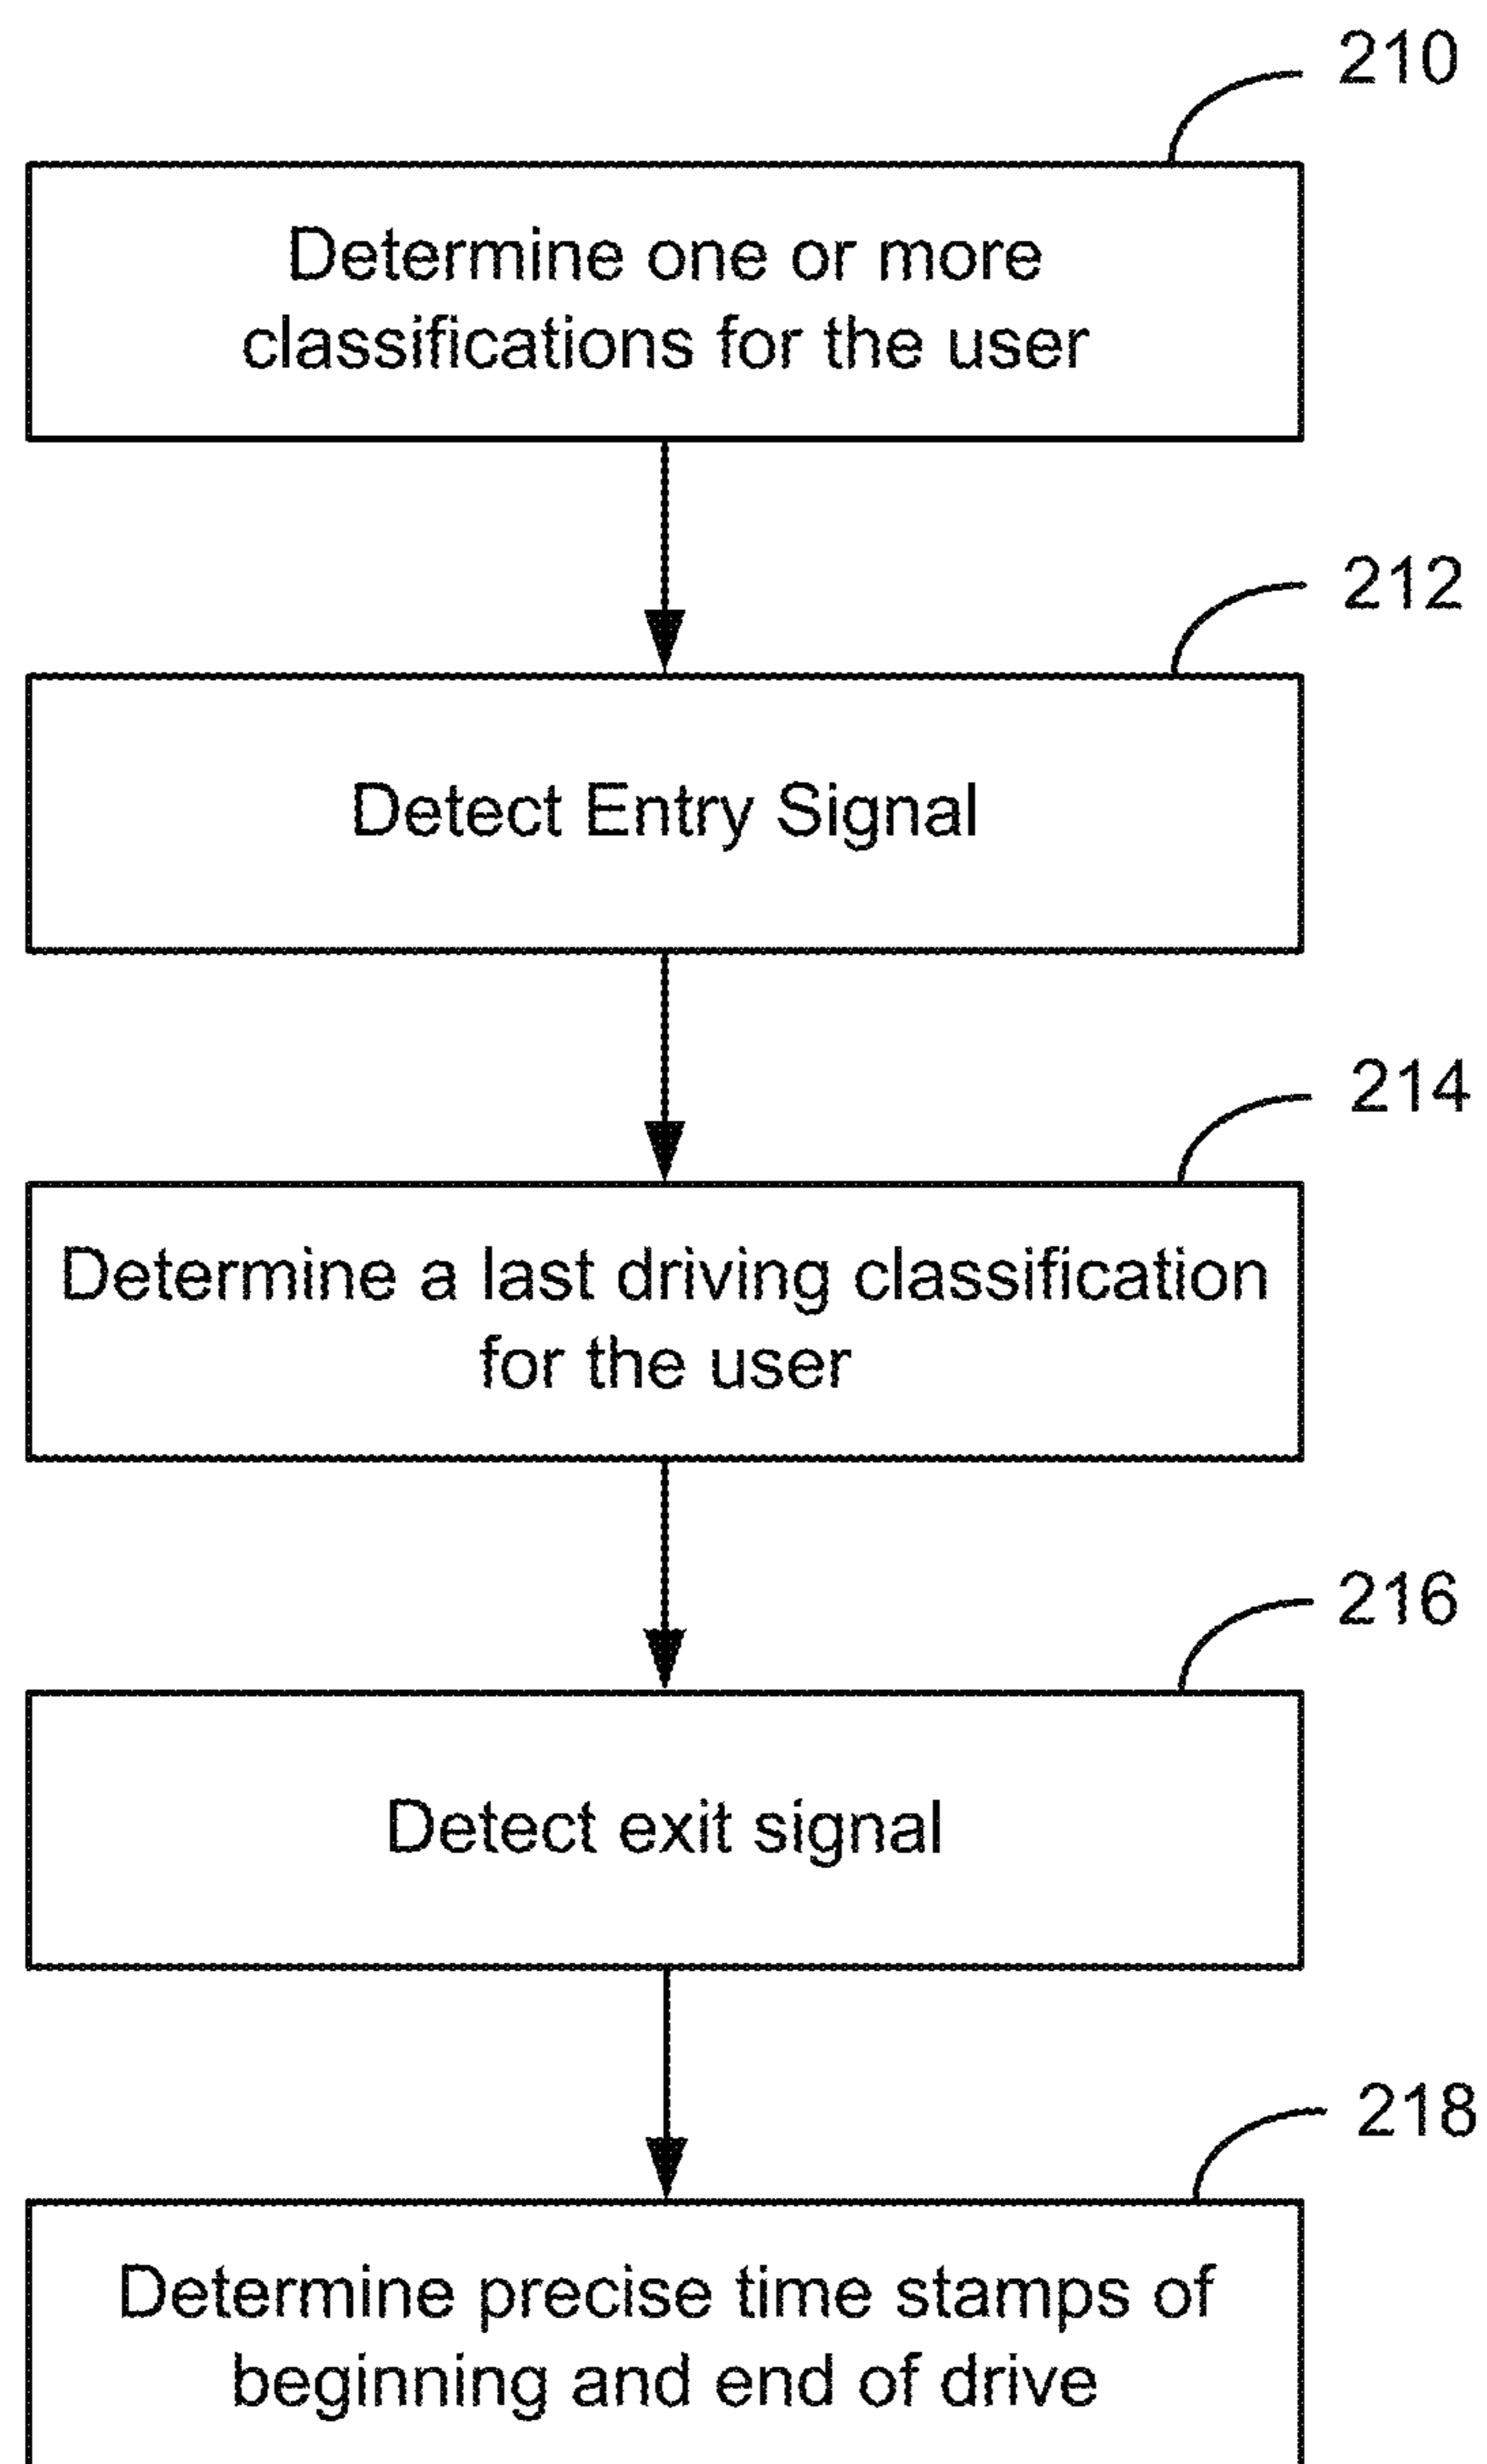 210
Determine one or more
classifications for the user
212
Detect Entry Signal
214
Determine a last driving classification
for the user
216
Detect exit signal
218
Determine precise time stamps of
beginning and end of drive